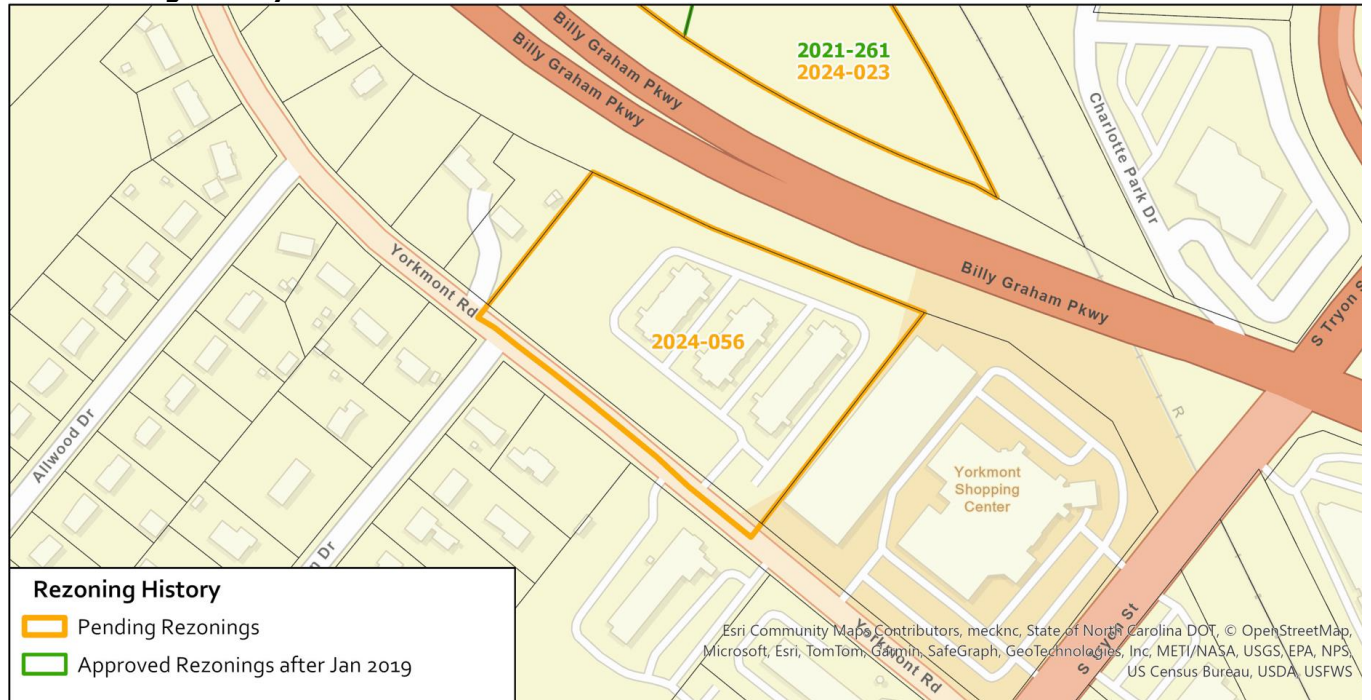 Billy Graham Pkwy
Billy Graham Pkwy
2021-261
2024-023
Charlotte Park Dr
Yorkmont Rd
Billy Graham Pkwy
S Tryon S
2024-056
Allwood Dr
Yorkmont
Shopping
Center
n Dr
R
Rezoning History
Pending Rezonings
Approved Rezonings after Jan 2019
S Tryon St
Yorkmont Rd
Esri Community Maps Contributors, mecknc, State of North Carolina DOT, © OpenStreetMap,
Microsoft, Esri, TomTom, Garmin, SafeGraph, GeoTechnologies, Inc, METI/NASA, USGS, EPA, NPS,
US Census Bureau, USDA, USFWS